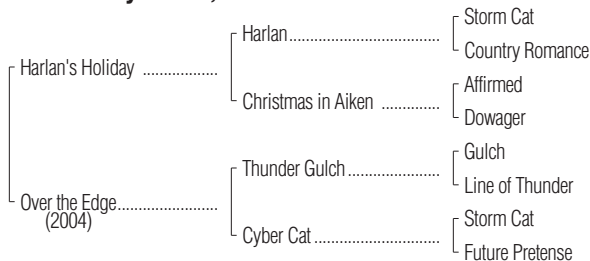 Storm Cat
Harlan
Country Romance
Harlan's Holiday
Affirmed
Christmas in Aiken
Dowager
Gulch
Thunder Gulch
Line of Thunder
Over the Edge
(2004)
Storm Cat
Cyber Cat
Future Pretense